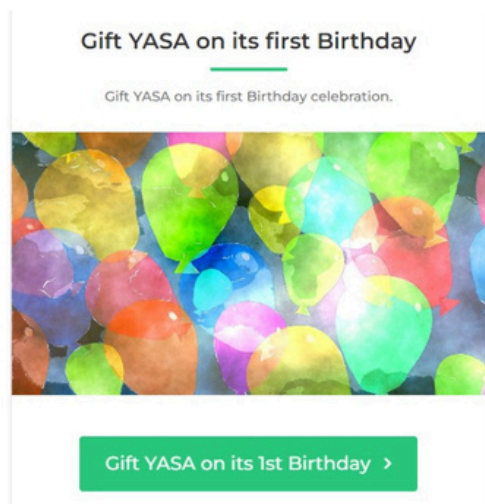 Gift YASA on its first Birthday
Gift YASA on its first Birthday celebration.
Gift YASA on its 1st Birthday >